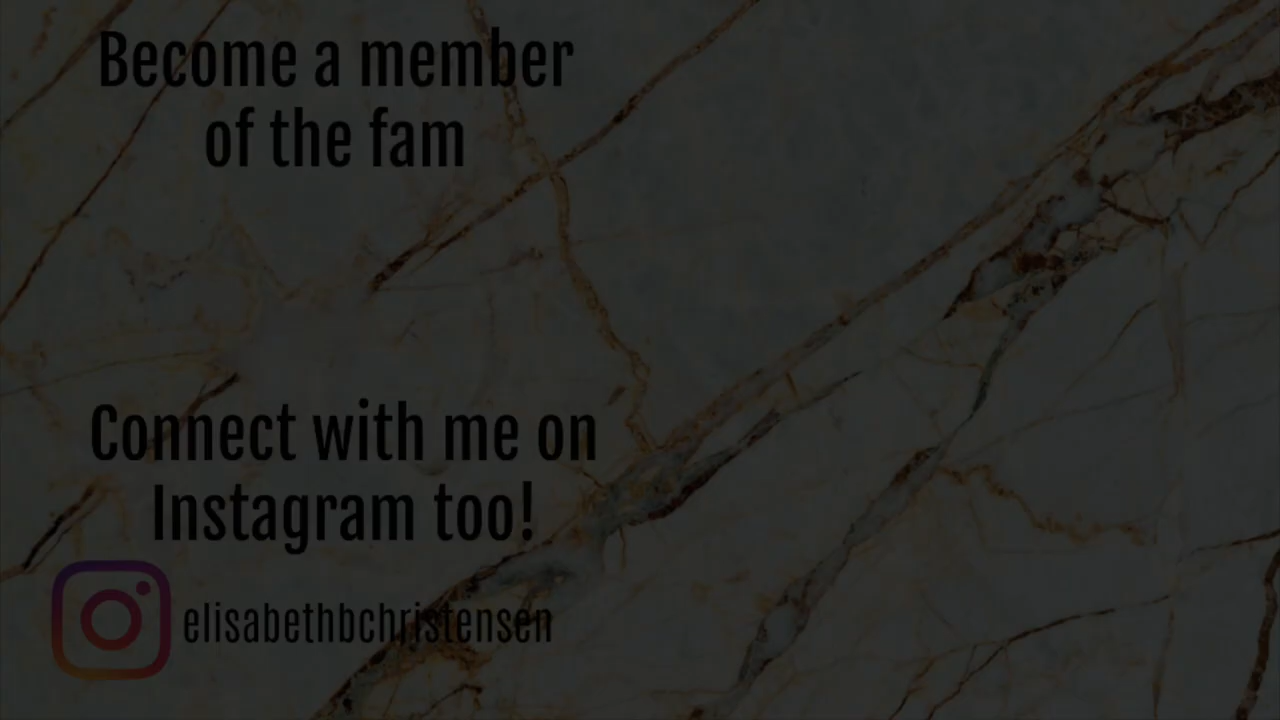 Become a member
of the fam
Connect with me on
Instagram too!
elisabethbchristensen